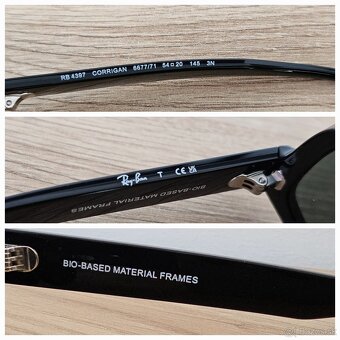 RB 4397 CORRIGAN 6677/71 54□20 145 3N
Ray-Ban T CE UKCA
BIO-BASED MATERIAL FRAMES
BIO-BASED MATERIAL FRAMES